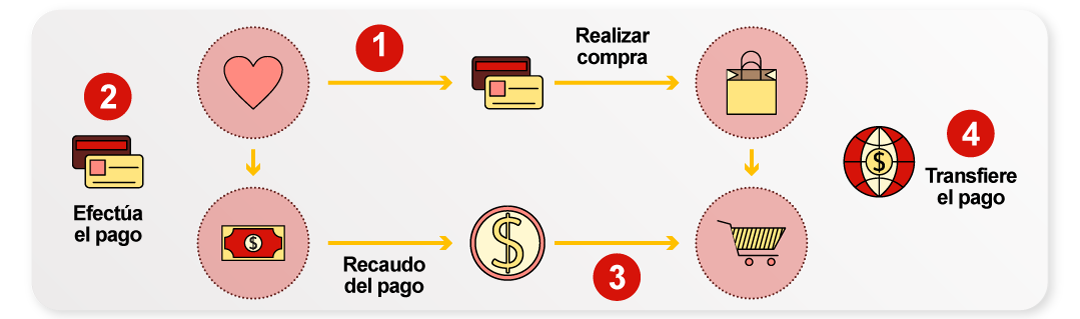 1
Realizar
compra
2
Efectúa
el pago
$
Recaudo
del pago
$
3
$
4
Transfiere
el pago